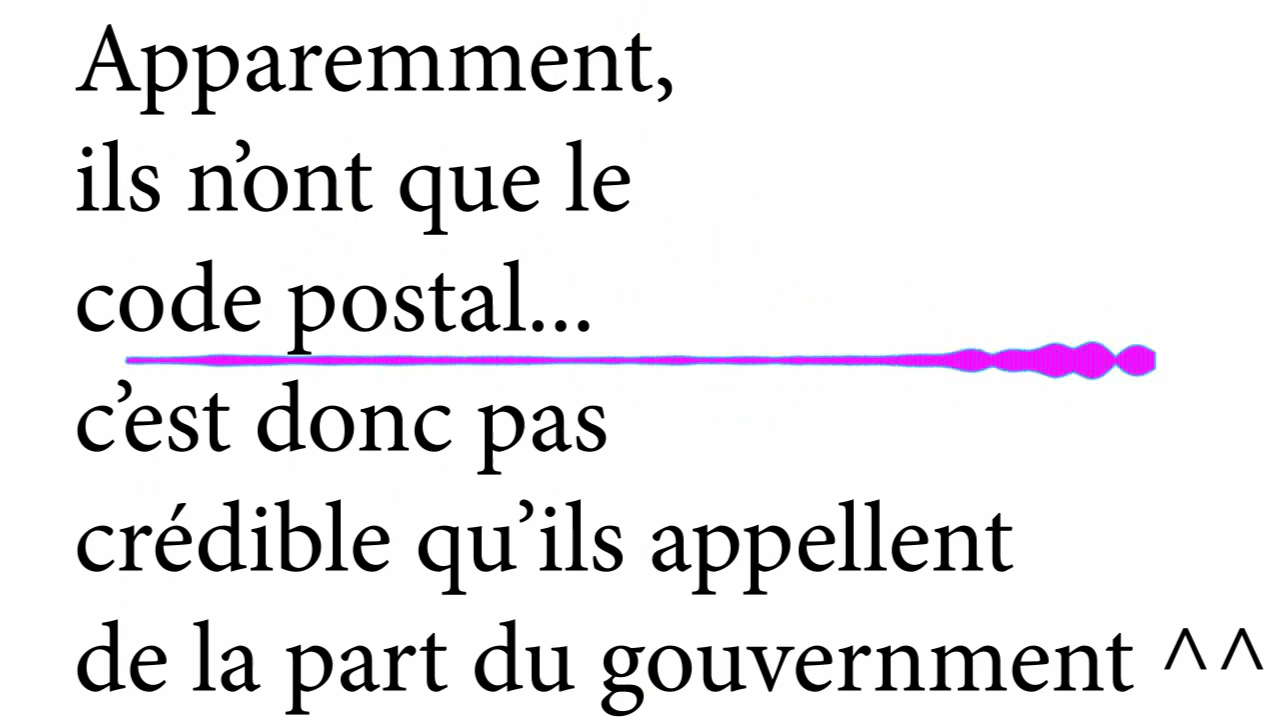 Apparemment,
ils n’ont que le
code postal...
c’est donc pas
crédible qu’ils appellent
de la part du gouvernment ^^